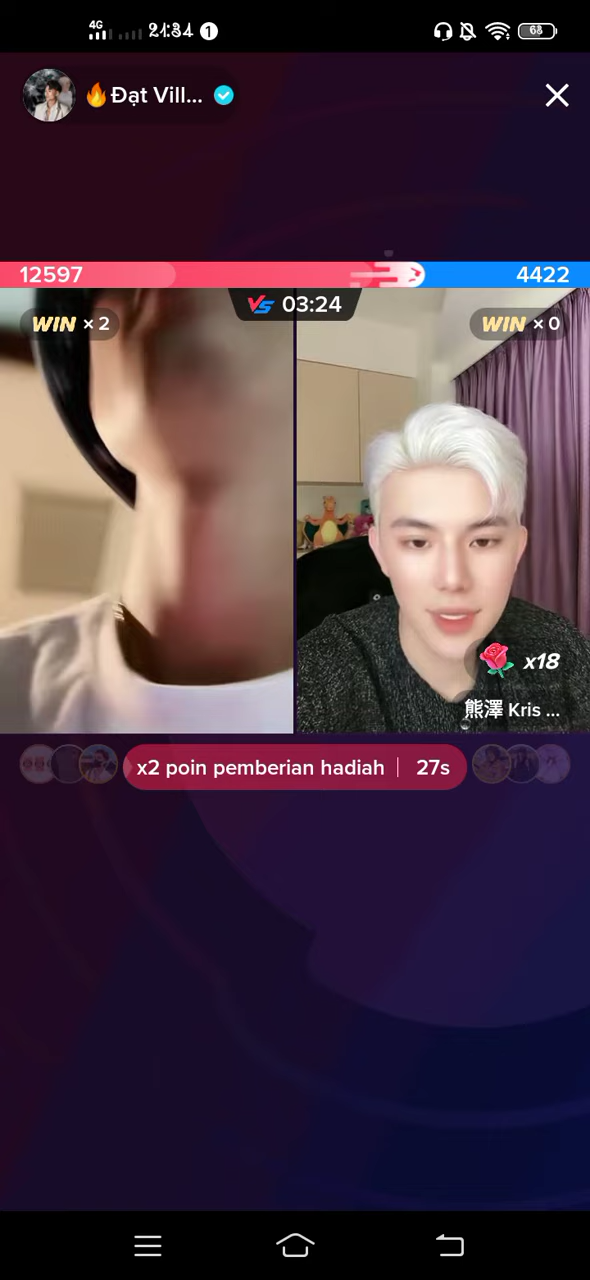 4G
21:34
1
68
🔥Đạt Vill...
12597
4422
VS 03:24
WIN × 2
WIN × 0
x18
熊澤 Kris ...
x2 poin pemberian hadiah | 27s